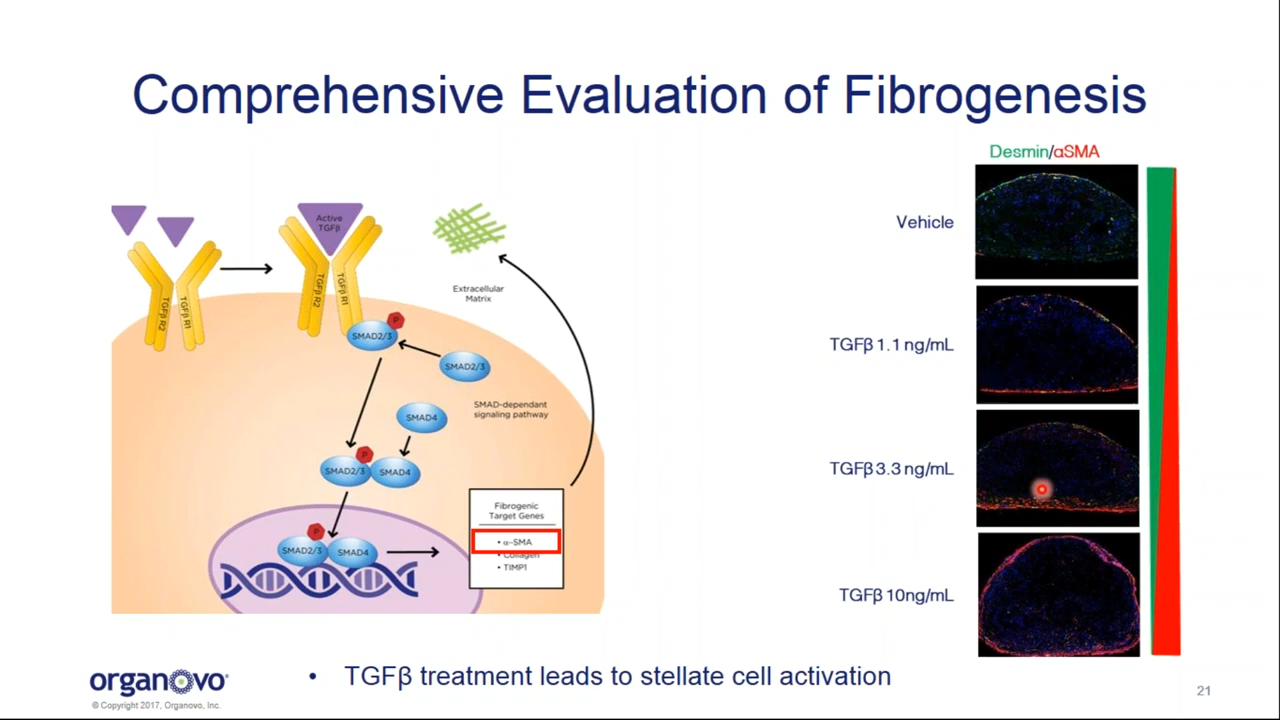 Comprehensive Evaluation of Fibrogenesis
Desmin/αSMA
Active
TGFβ
TGFβ R2
TGFβ R1
TGFβ R2
TGFβ R1
Extracellular
Matrix
P
SMAD2/3
SMAD2/3
SMAD-dependant
signaling pathway
SMAD4
P
SMAD2/3
SMAD4
P
SMAD2/3
SMAD4
Fibrogenic
Target Genes
• α-SMA
• Collagen
• TIMP1
Vehicle
TGFβ 1.1 ng/mL
TGFβ 3.3 ng/mL
TGFβ 10ng/mL
• TGFβ treatment leads to stellate cell activation
organovo
© Copyright 2017, Organovo, Inc.
21